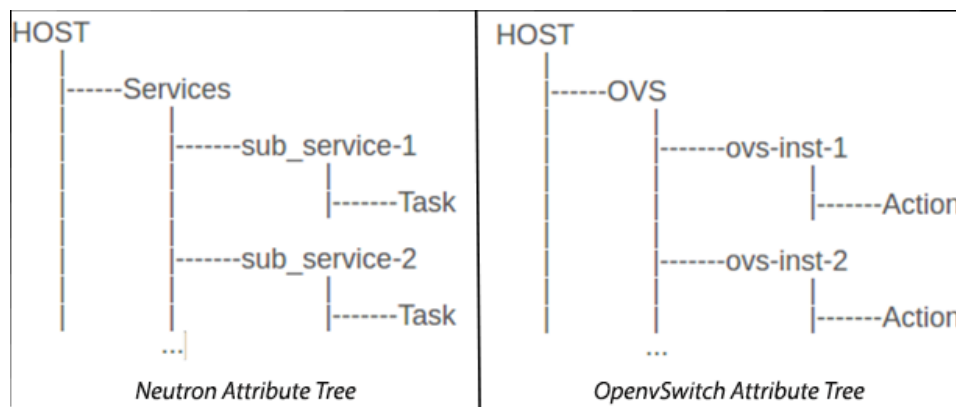 HOST
|
|------Services
| |
| |-------sub_service-1
| | |
| | |-------Task
| |
| |-------sub_service-2
| | |
| | |-------Task
...
Neutron Attribute Tree
HOST
|
|------OVS
| |
| |-------ovs-inst-1
| | |
| | |-------Action
| |
| |-------ovs-inst-2
| | |
| | |-------Action
...
OpenvSwitch Attribute Tree